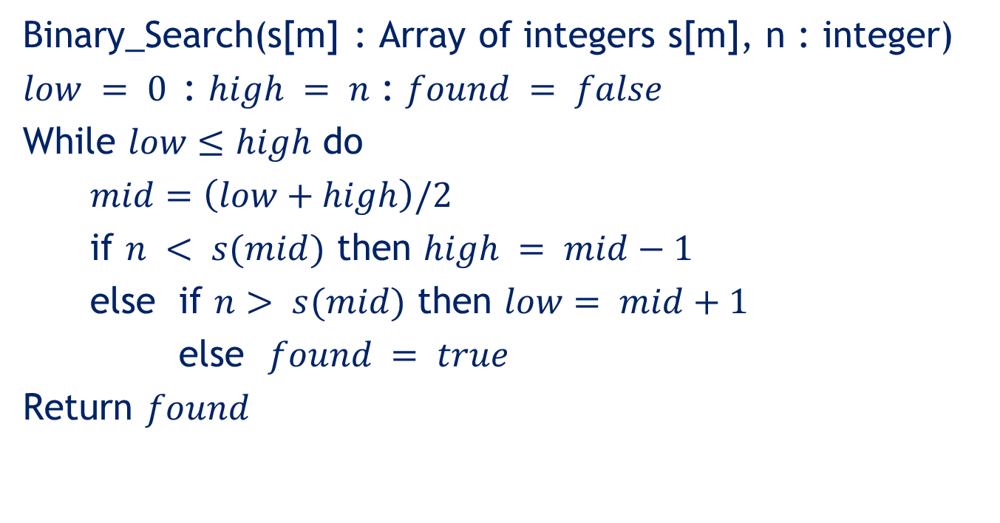 Binary_Search(s[m] : Array of integers s[m], n : integer)
low = 0 : high = n : found = false
While low ≤ high do
mid = (low + high)/2
if n < s(mid) then high = mid − 1
else if n > s(mid) then low = mid + 1
else found = true
Return found